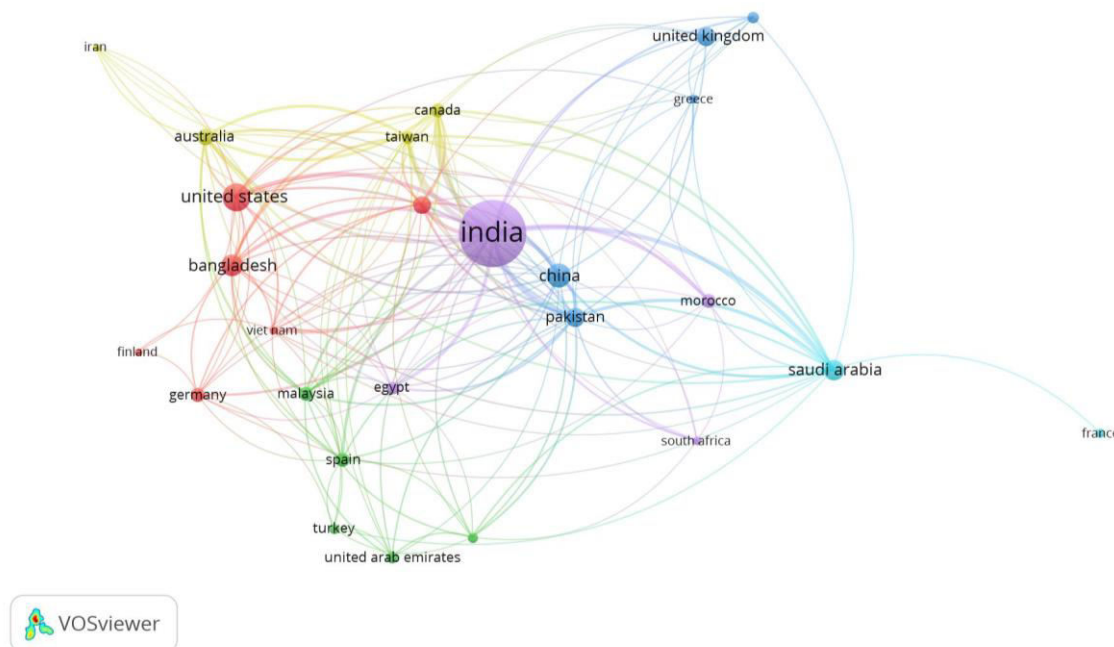 united kingdom
iran
greece
canada
australia
taiwan
united states
india
bangladesh
china
morocco
pakistan
viet nam
finland
saudi arabia
egypt
germany
malaysia
france
south africa
spain
turkey
united arab emirates
VOSviewer